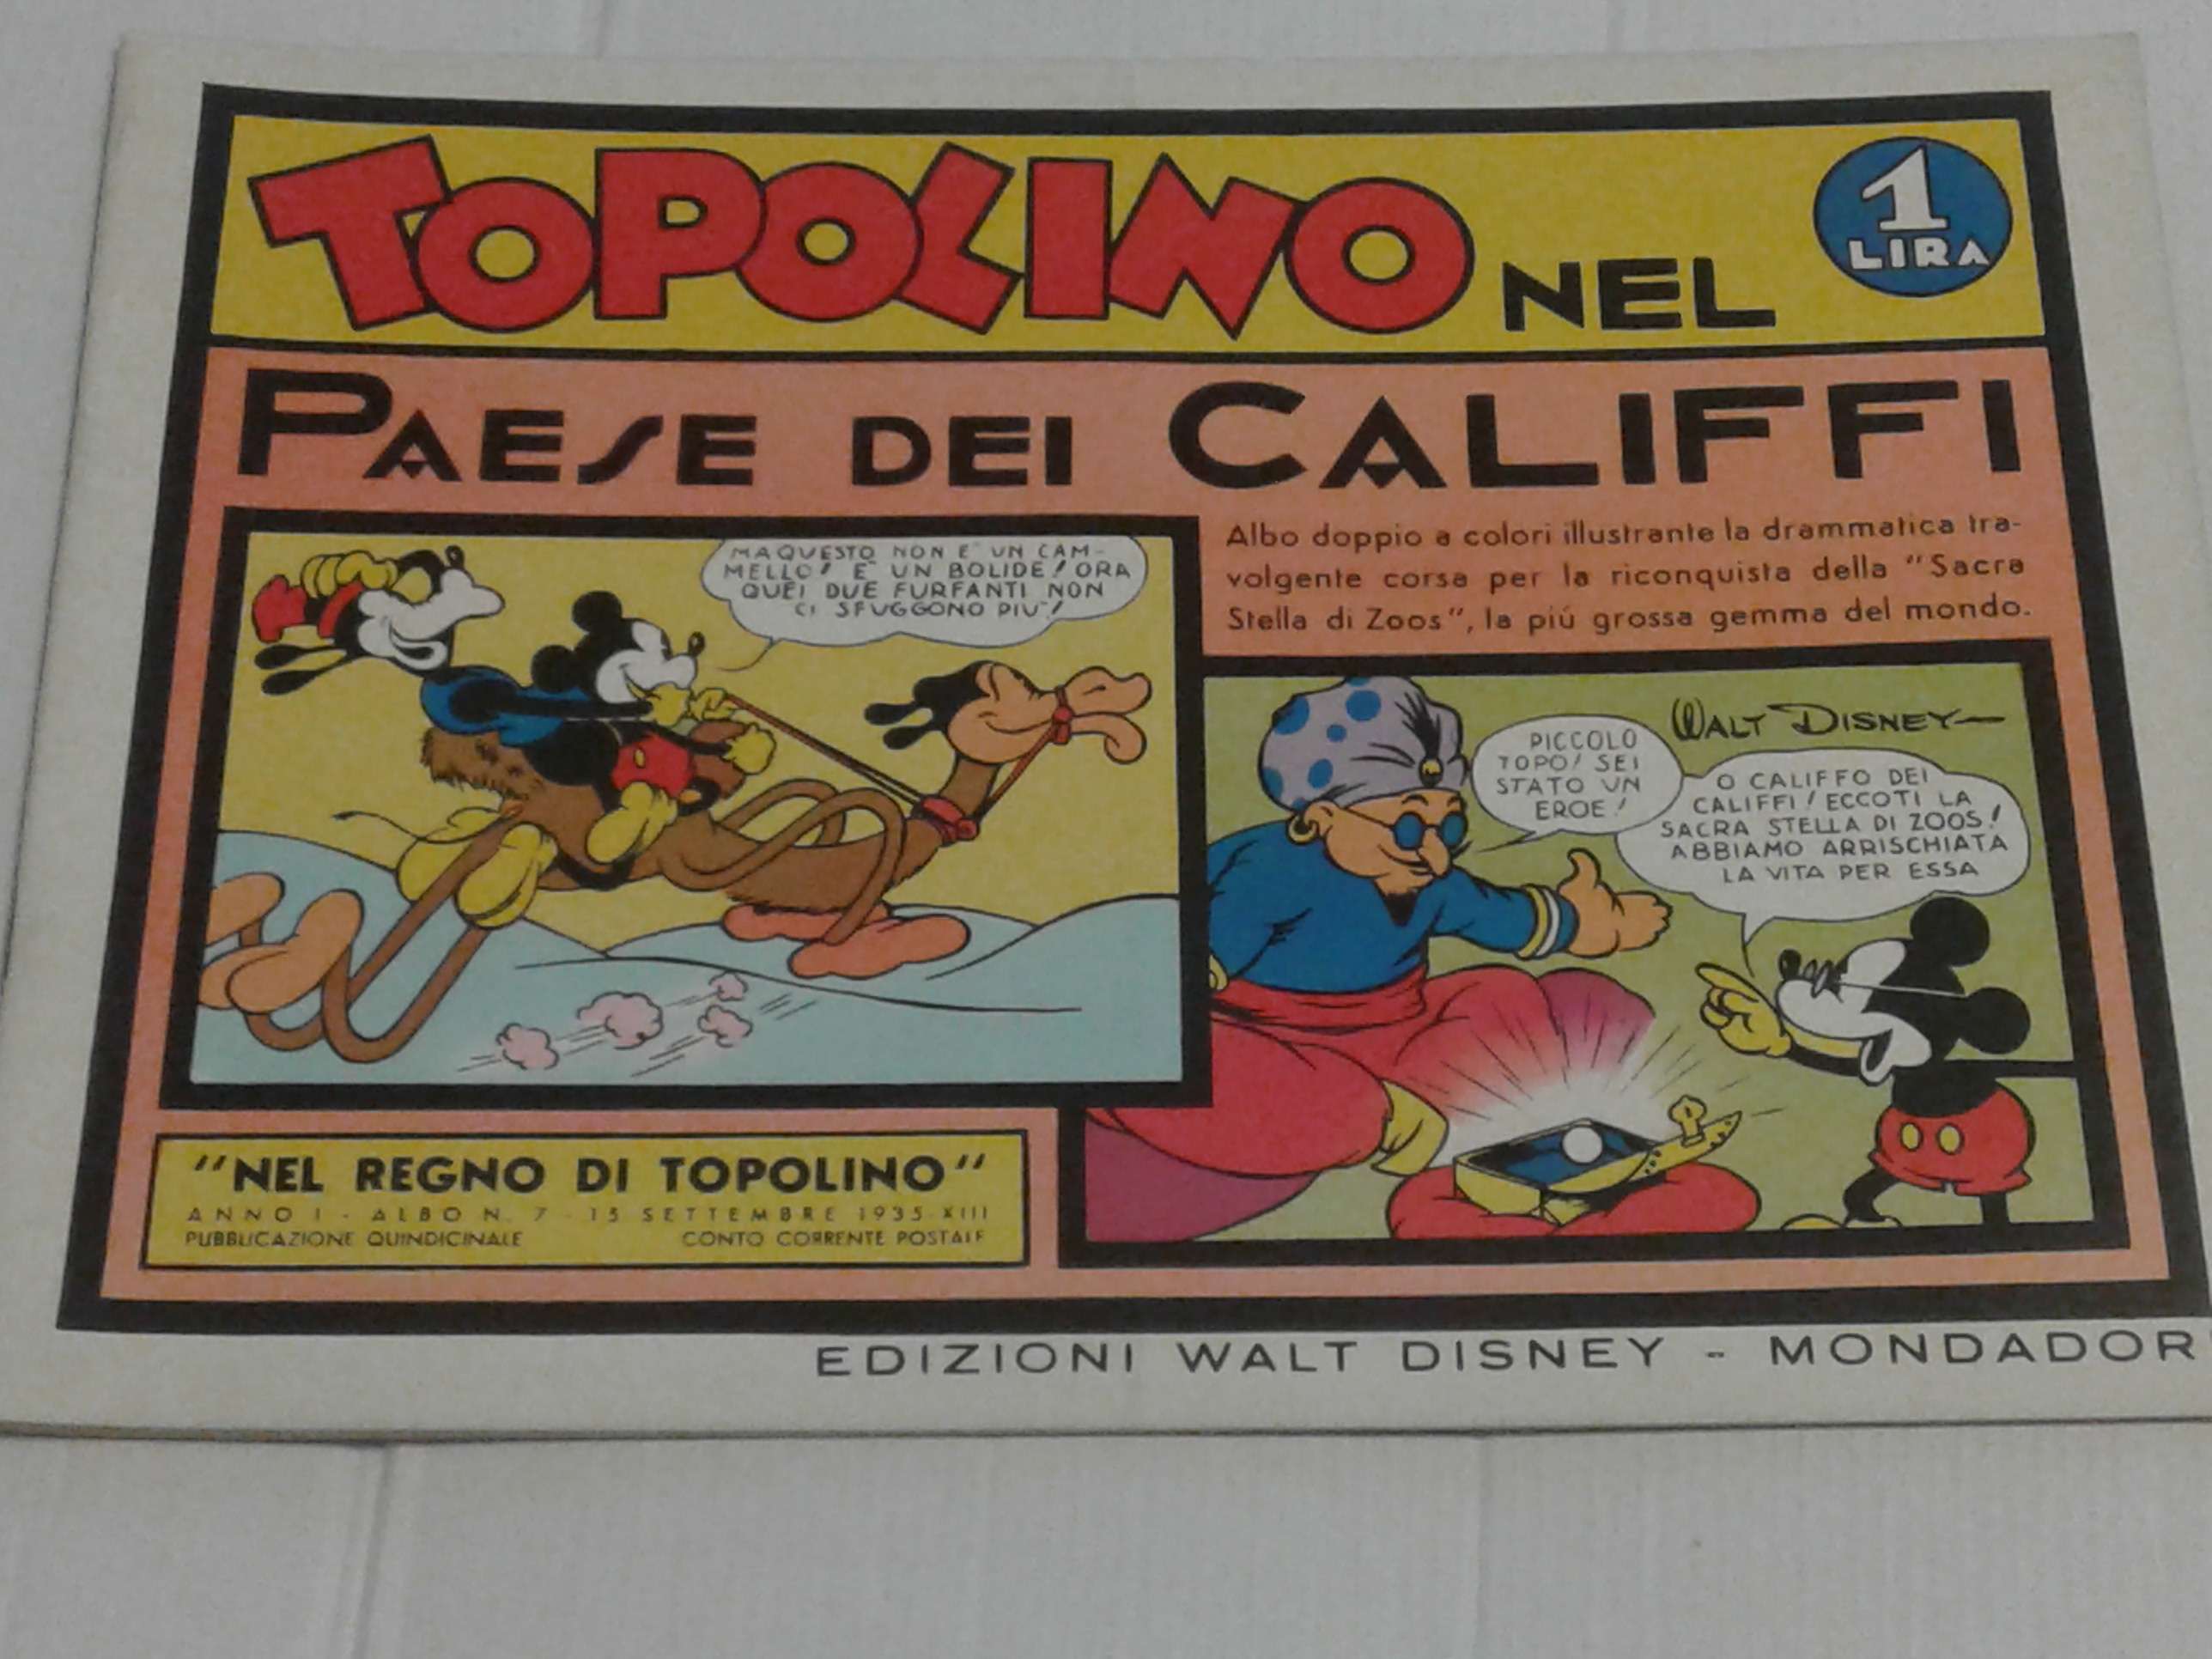 TOPOLINO NEL
1
LIRA
PAESE DEI CALIFFI
Albo doppio a colori illustrante la drammatica tra-
volgente corsa per la riconquista della "Sacra
Stella di Zoos", la piú grossa gemma del mondo.
MA QUESTO NON E' UN CAM-
MELLO! E' UN BOLIDE! ORA
QUEI DUE FURFANTI NON
CI SFUGGONO PIU'!
WALT DISNEY
PICCOLO
TOPO! SEI
STATO UN
EROE!
O CALIFFO DEI
CALIFFI! ECCOTI LA
SACRA STELLA DI ZOOS!
ABBIAMO ARRISCHIATA
LA VITA PER ESSA
"NEL REGNO DI TOPOLINO"
ANNO I - ALBO N. 7 - 15 SETTEMBRE 1935-XIII
PUBBLICAZIONE QUINDICINALE CONTO CORRENTE POSTALE
EDIZIONI WALT DISNEY - MONDADOR